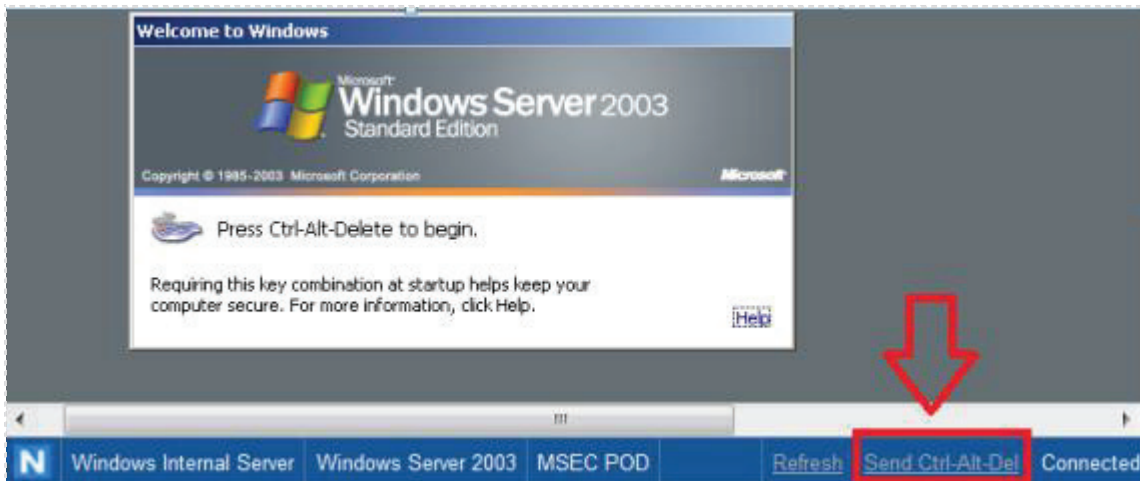 Welcome to Windows
Microsoft
Windows Server 2003
Standard Edition
Copyright © 1985-2003 Microsoft Corporation
Microsoft
Press Ctrl-Alt-Delete to begin.
Requiring this key combination at startup helps keep your
computer secure. For more information, click Help.
Help
N Windows Internal Server Windows Server 2003 MSEC POD Refresh Send Ctrl-Alt-Del Connected